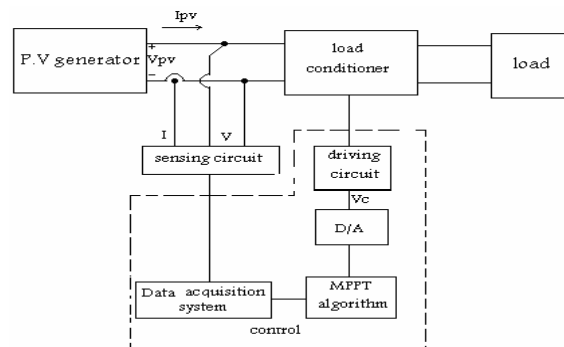 Ipv
P.V generator
+
Vpv
−
load
conditioner
load
I
V
sensing circuit
driving
circuit
Vc
D/A
Data acquisition
system
MPPT
algorithm
control